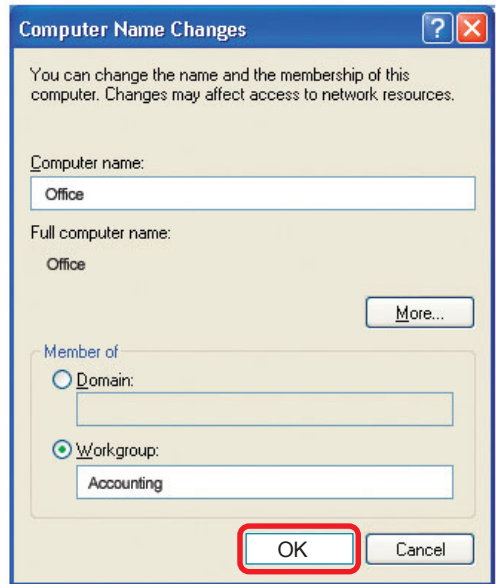 Computer Name Changes
You can change the name and the membership of this
computer. Changes may affect access to network resources.
Computer name:
Office
Full computer name:
Office
More...
Member of
Domain:
Workgroup:
Accounting
OK
Cancel